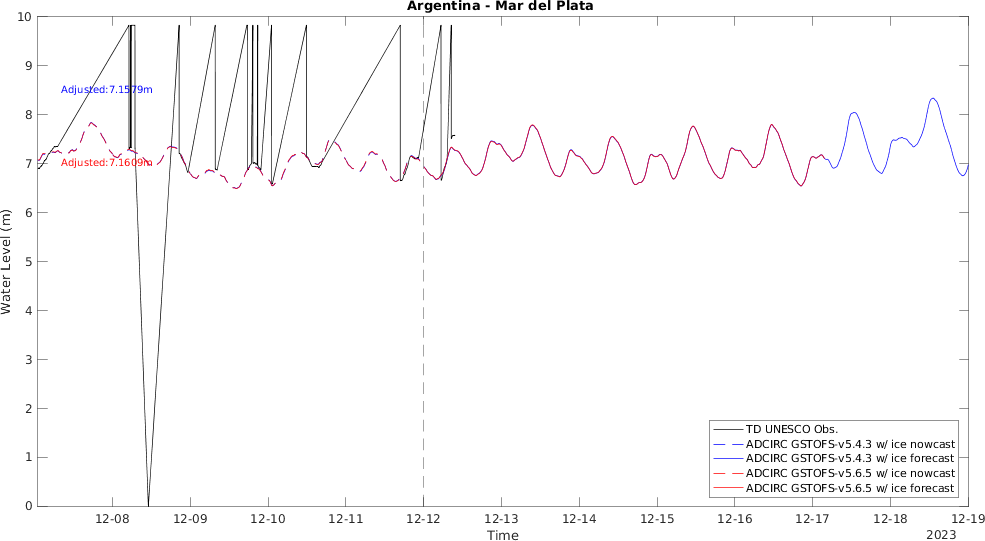 Argentina - Mar del Plata
10
9
8
7
6
5
4
3
2
1
0
Water Level (m)
Adjusted:7.1579m
Adjusted:7.1609m
TD UNESCO Obs.
ADCIRC GSTOFS-v5.4.3 w/ ice nowcast
ADCIRC GSTOFS-v5.4.3 w/ ice forecast
ADCIRC GSTOFS-v5.6.5 w/ ice nowcast
ADCIRC GSTOFS-v5.6.5 w/ ice forecast
12-08 12-09 12-10 12-11 12-12 12-13 12-14 12-15 12-16 12-17 12-18 12-19
Time
2023